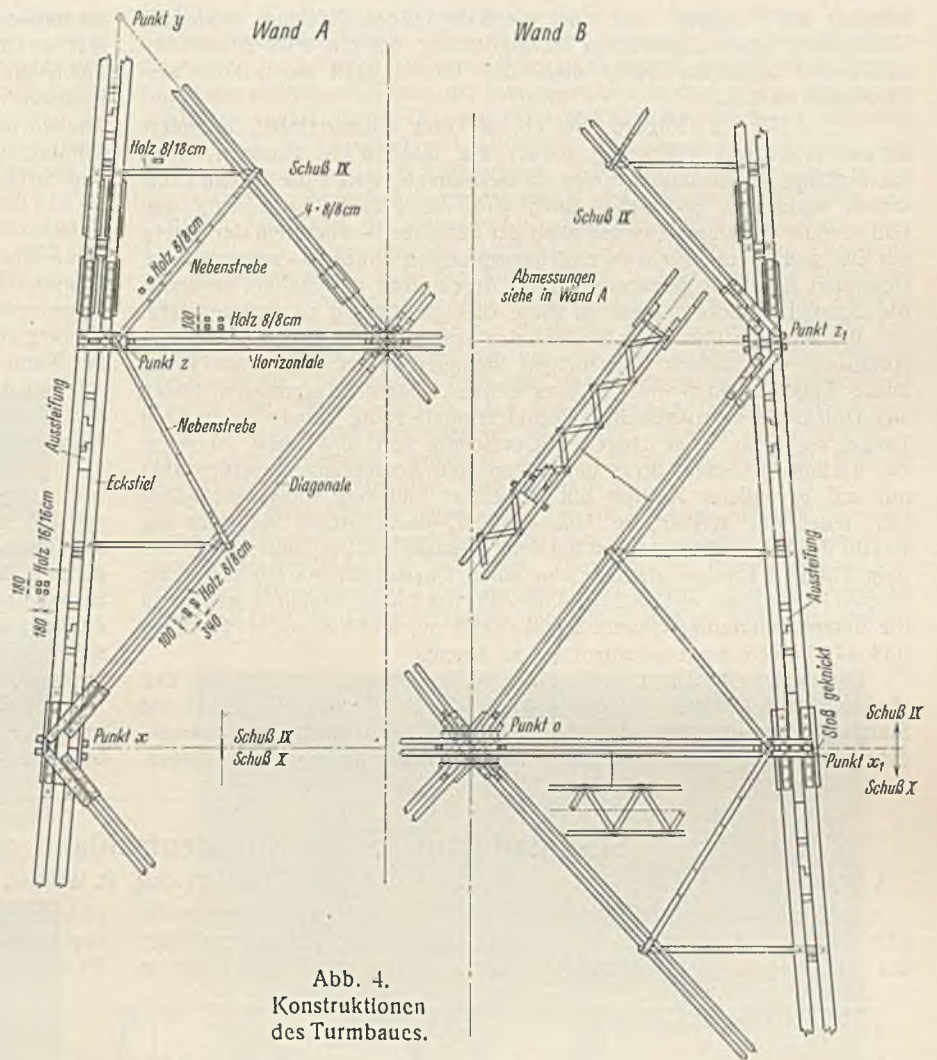 Punkt y
Wand A
Wand B
Holz 8/18cm
Schuß IX
4·8/8cm
Holz 8/8cm
Nebenstrebe
100
Holz 8/8cm
Horizontale
Punkt z
Aussteifung
Nebenstrebe
Eckstiel
Diagonale
Holz 16/16cm
180
180
Holz 8/8cm
100
340
Punkt x
Schuß IX
Schuß X
Schuß IX
Abmessungen
siehe in Wand A
Punkt z₁
Aussteifung
Stoß geknickt
Punkt o
Schuß IX
Punkt x₁
Schuß X
Abb. 4.
Konstruktionen
des Turmbaues.